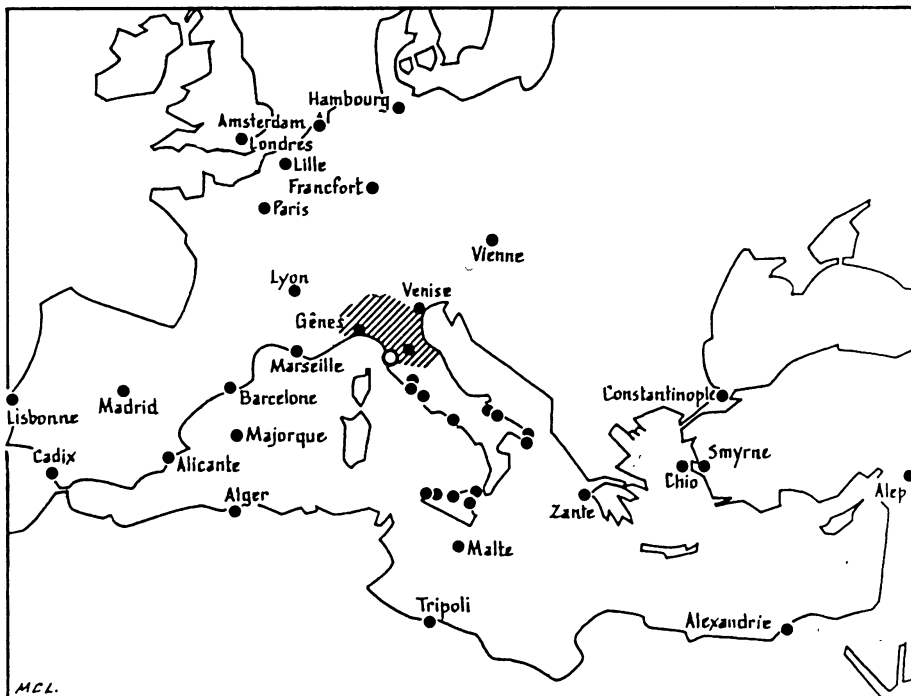 Hambourg
Amsterdam
Londres
Lille
Francfort
Paris
Vienne
Lyon
Venise
Gênes
Marseille
Constantinople
Lisbonne
Madrid
Barcelone
Majorque
Cadix
Alicante
Smyrne
Chio
Alger
Zante
Alep
Malte
Tripoli
Alexandrie
MCL.